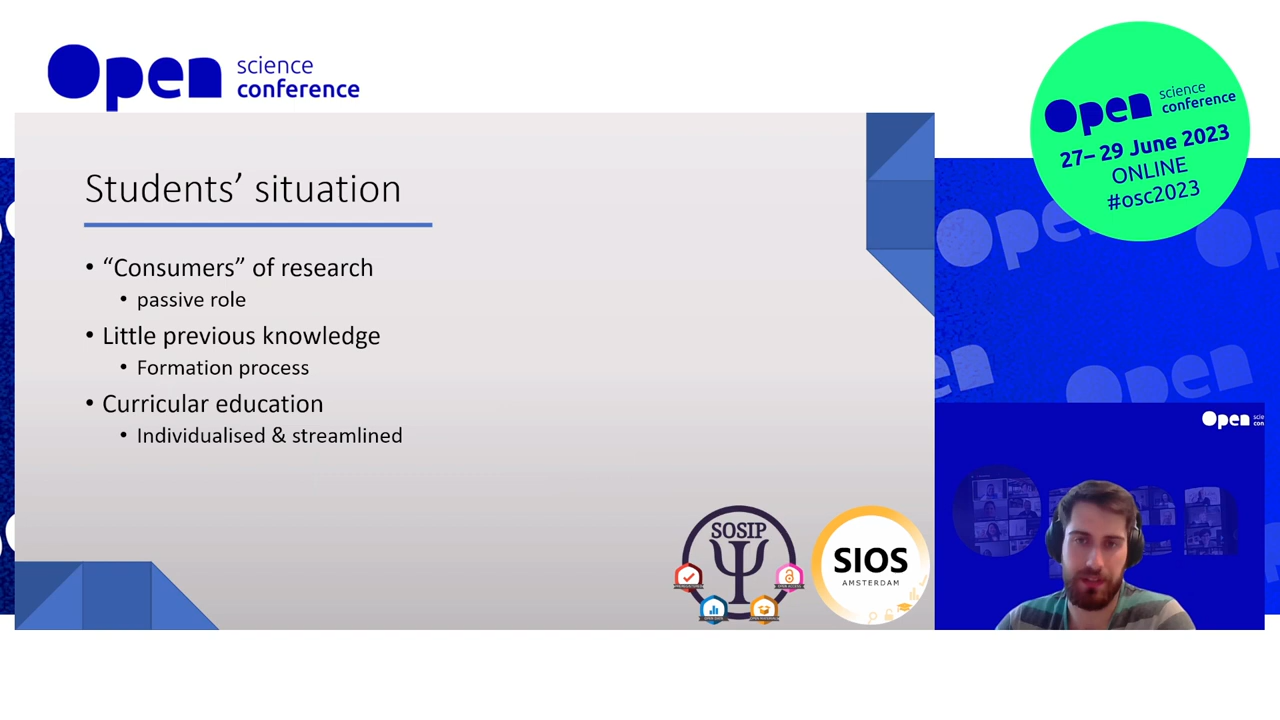 Open science
conference
Open science
conference
27– 29 June 2023
ONLINE
#osc2023
Students’ situation
• “Consumers” of research
• passive role
• Little previous knowledge
• Formation process
• Curricular education
• Individualised & streamlined
SOSIP
SIOS
AMSTERDAM
Open